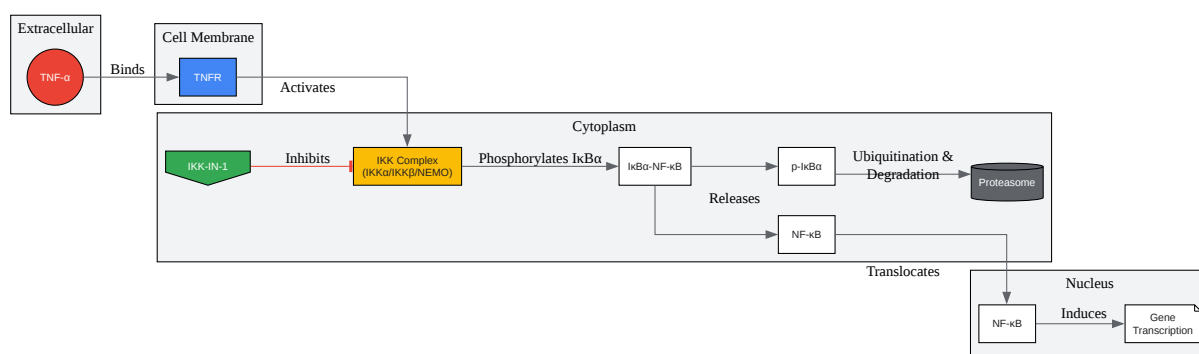 Extracellular
TNF-α
Binds
Cell Membrane
TNFR
Activates
Cytoplasm
IKK-IN-1
Inhibits
IKK Complex
(IKKα/IKKβ/NEMO)
Phosphorylates IκBα
IκBα-NF-κB
p-IκBα
Ubiquitination &
Degradation
Proteasome
Releases
NF-κB
Translocates
Nucleus
NF-κB
Induces
Gene
Transcription